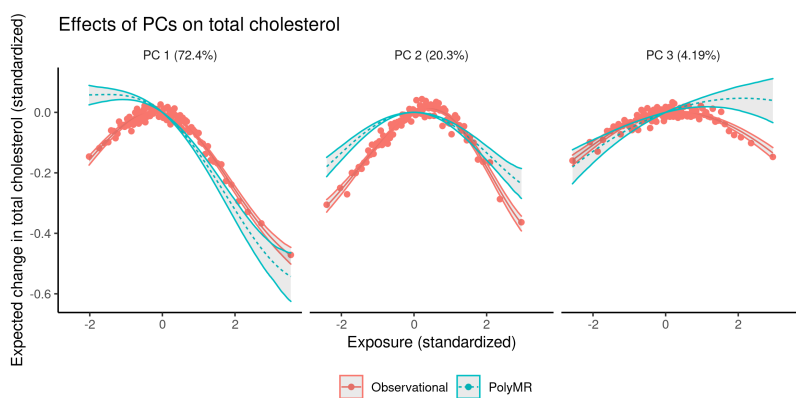 Effects of PCs on total cholesterol
PC 1 (72.4%)
PC 2 (20.3%)
PC 3 (4.19%)
Expected change in total cholesterol (standardized)
0.0
-0.2
-0.4
-0.6
-2 0 2
-2 0 2
-2 0 2
Exposure (standardized)
Observational
PolyMR